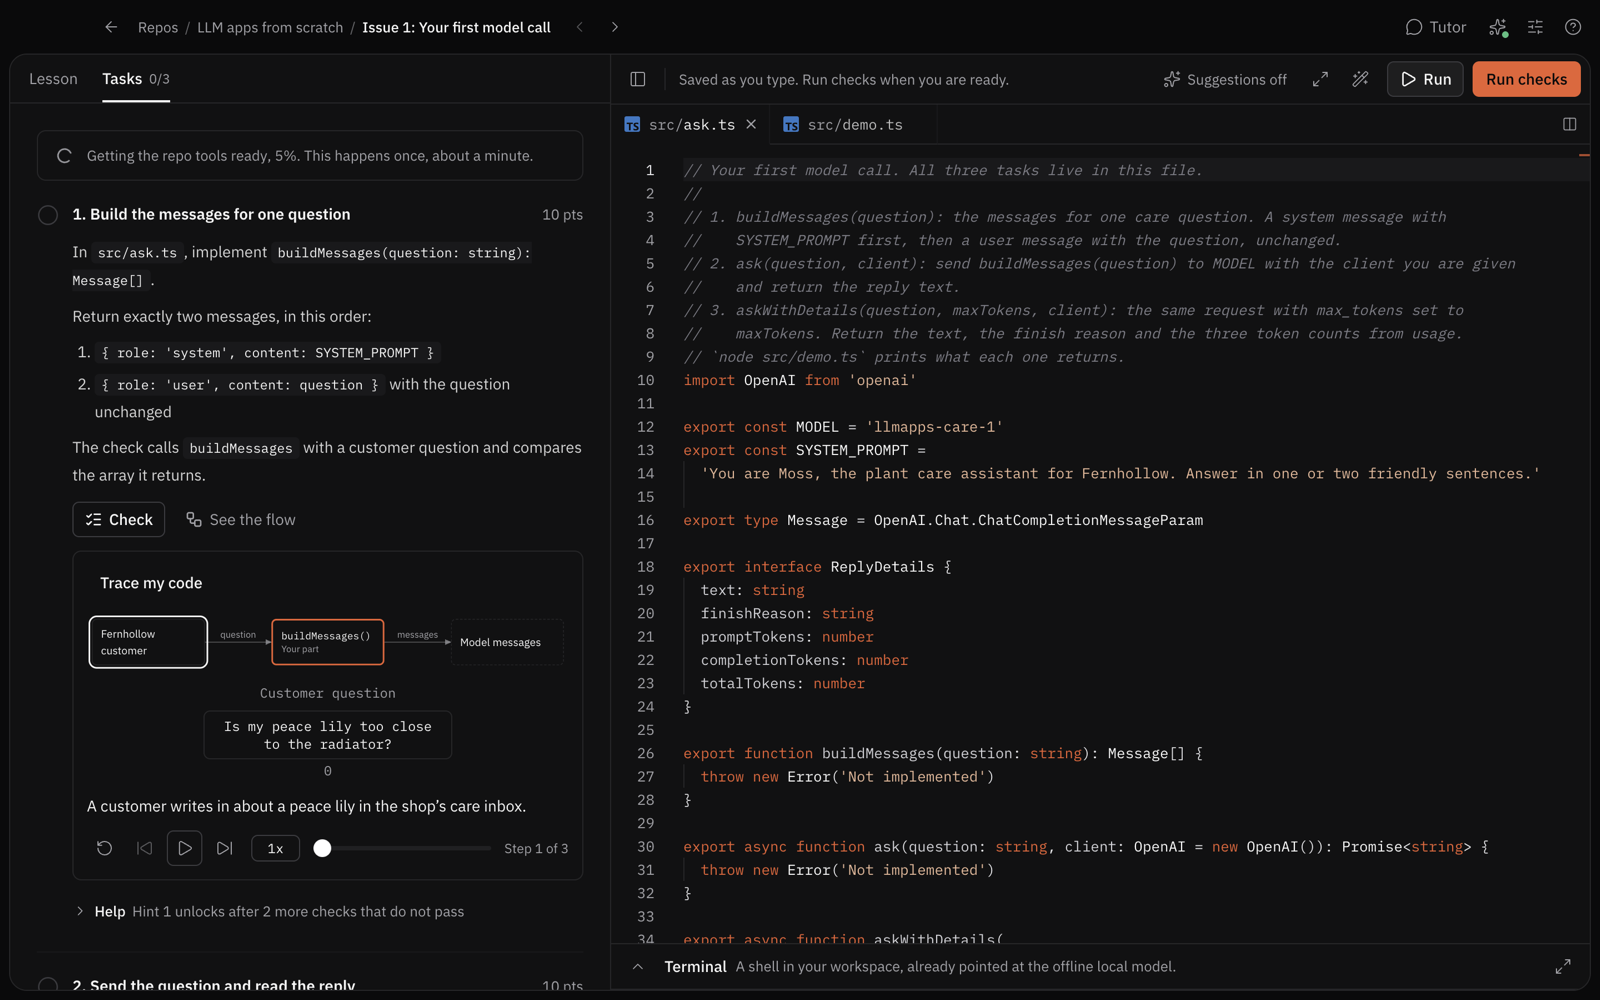 Repos / LLM apps from scratch / Issue 1: Your first model call
Tutor
Lesson
Tasks 0/3
Getting the repo tools ready, 5%. This happens once, about a minute.
1. Build the messages for one question
10 pts
In src/ask.ts , implement buildMessages(question: string):
Message[] .
Return exactly two messages, in this order:
1. { role: 'system', content: SYSTEM_PROMPT }
2. { role: 'user', content: question } with the question
unchanged
The check calls buildMessages with a customer question and compares
the array it returns.
Check
See the flow
Trace my code
Fernhollow
customer
question
buildMessages()
Your part
messages
Model messages
Customer question
Is my peace lily too close
to the radiator?
0
A customer writes in about a peace lily in the shop’s care inbox.
1x
Step 1 of 3
Help Hint 1 unlocks after 2 more checks that do not pass
2. Send the question and read the reply
10 pts
Saved as you type. Run checks when you are ready.
Suggestions off
Run
Run checks
TS src/ask.ts
TS src/demo.ts
1 // Your first model call. All three tasks live in this file.
2 //
3 // 1. buildMessages(question): the messages for one care question. A system message with
4 //    SYSTEM_PROMPT first, then a user message with the question, unchanged.
5 // 2. ask(question, client): send buildMessages(question) to MODEL with the client you are given
6 //    and return the reply text.
7 // 3. askWithDetails(question, maxTokens, client): the same request with max_tokens set to
8 //    maxTokens. Return the text, the finish reason and the three token counts from usage.
9 // `node src/demo.ts` prints what each one returns.
10 import OpenAI from 'openai'
11
12 export const MODEL = 'llmapps-care-1'
13 export const SYSTEM_PROMPT =
14   'You are Moss, the plant care assistant for Fernhollow. Answer in one or two friendly sentences.'
15
16 export type Message = OpenAI.Chat.ChatCompletionMessageParam
17
18 export interface ReplyDetails {
19   text: string
20   finishReason: string
21   promptTokens: number
22   completionTokens: number
23   totalTokens: number
24 }
25
26 export function buildMessages(question: string): Message[] {
27   throw new Error('Not implemented')
28 }
29
30 export async function ask(question: string, client: OpenAI = new OpenAI()): Promise<string> {
31   throw new Error('Not implemented')
32 }
33
34 export async function askWithDetails(
Terminal A shell in your workspace, already pointed at the offline local model.